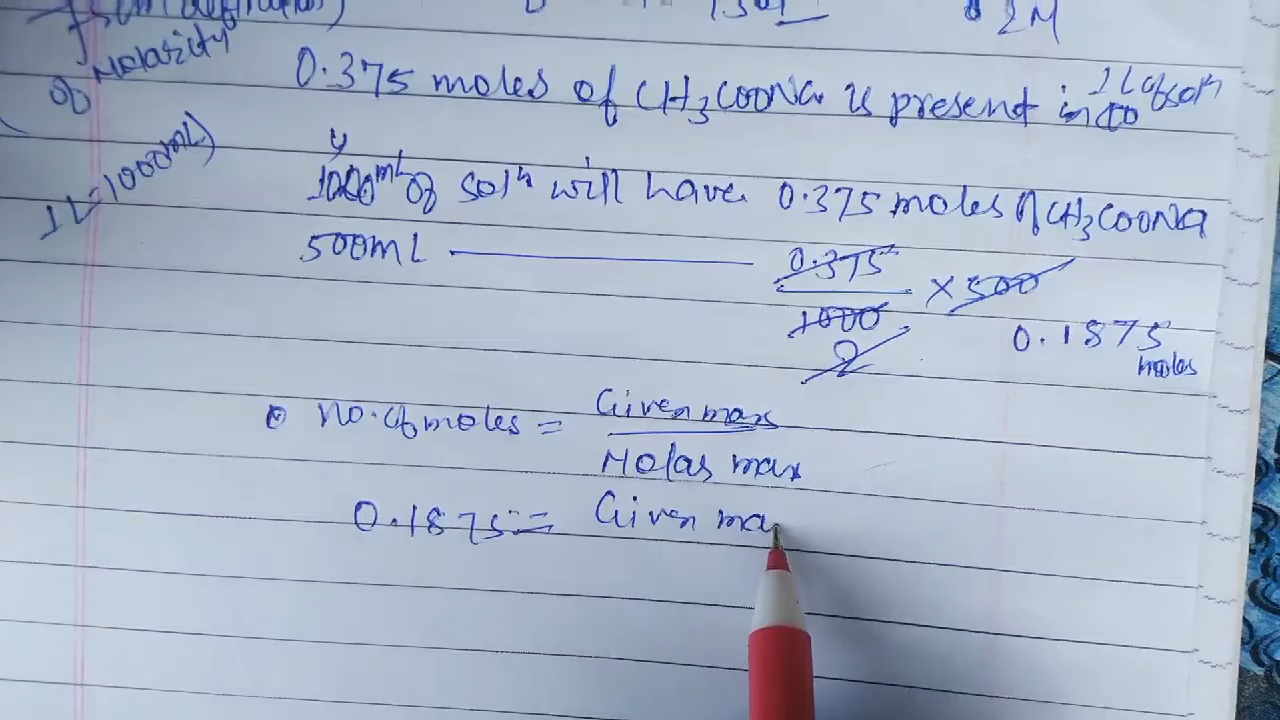 2M
Molarity
0.375 moles of CH3COONa is present in 1L of solⁿ
1L=1000mL)
1000mL of solⁿ will have 0.375 moles of CH3COONa
500mL 0.375 / 1000 × 500
2
0.1875 moles
No. of moles = Given mass
Molar mass
0.1875 = Given ma